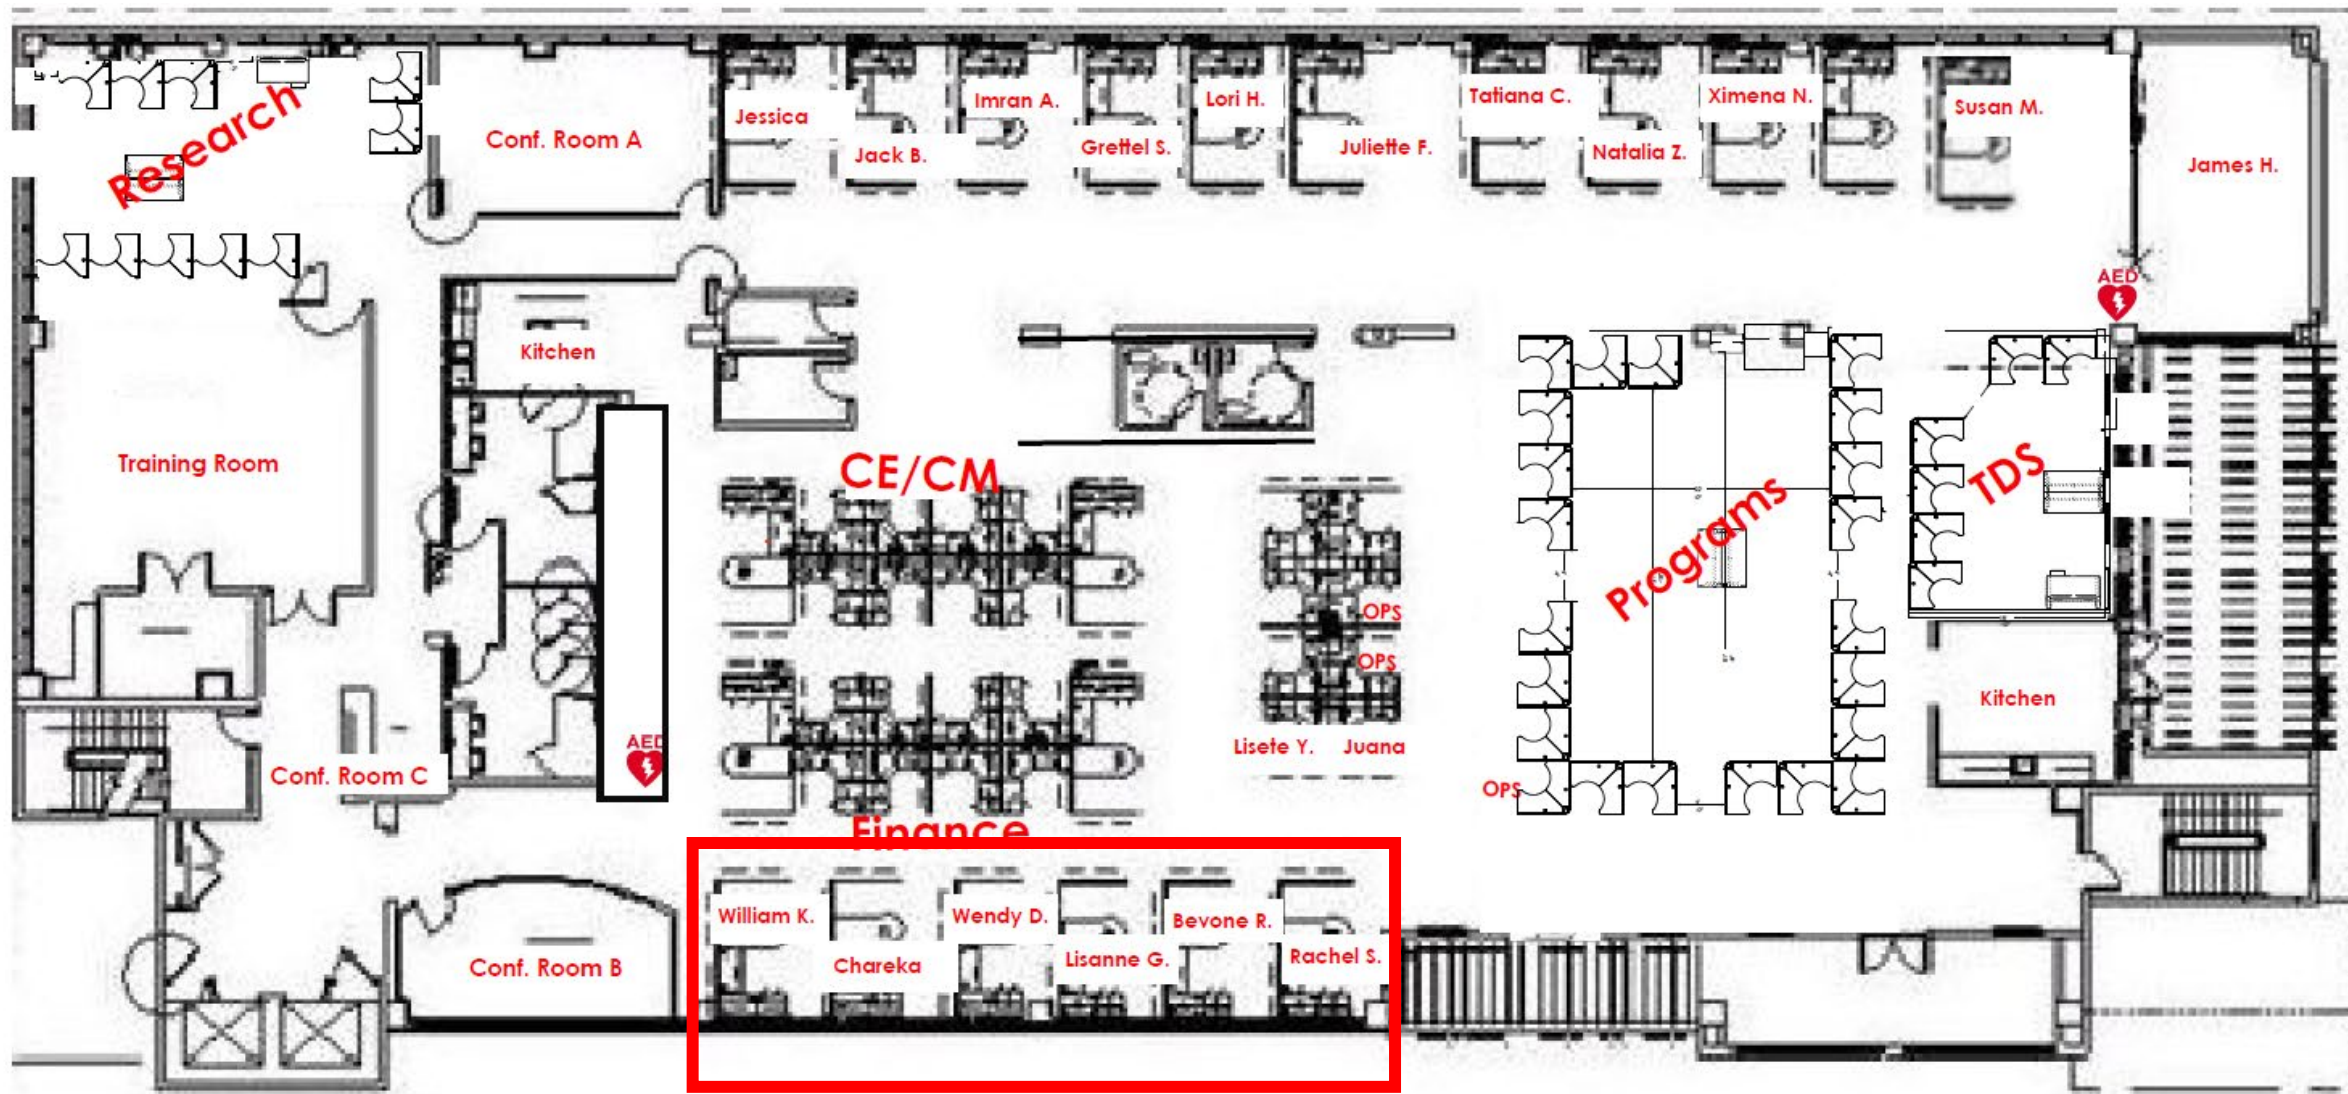 Research
Conf. Room A
Jessica
Jack B.
Imran A.
Grettel S.
Lori H.
Juliette F.
Tatiana C.
Natalia Z.
Ximena N.
Susan M.
James H.
AED
Kitchen
Training Room
CE/CM
Programs
TDS
OPS
OPS
Kitchen
AED
Lisete Y.
Juana
Conf. Room C
OPS
Finance
William K.
Chareka
Wendy D.
Lisanne G.
Bevone R.
Rachel S.
Conf. Room B